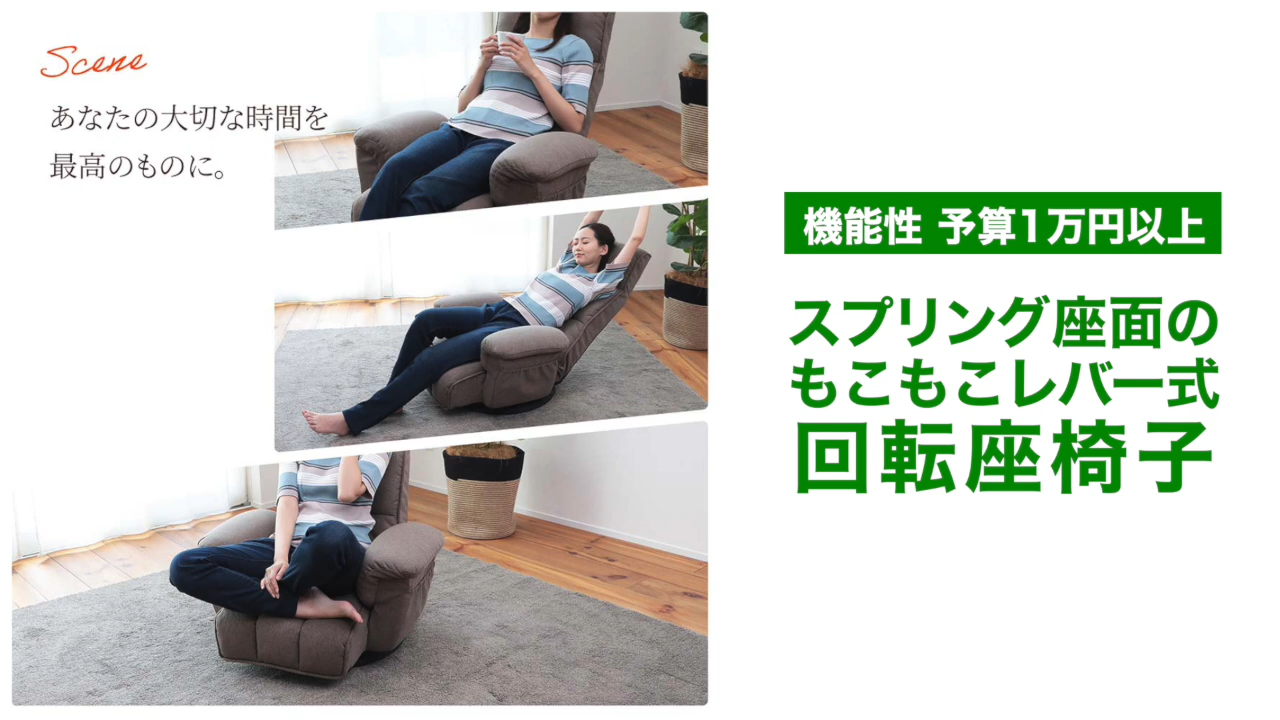 Scene
あなたの大切な時間を
最高のものに。
機能性 予算1万円以上
スプリング座面の
もこもこレバー式
回転座椅子